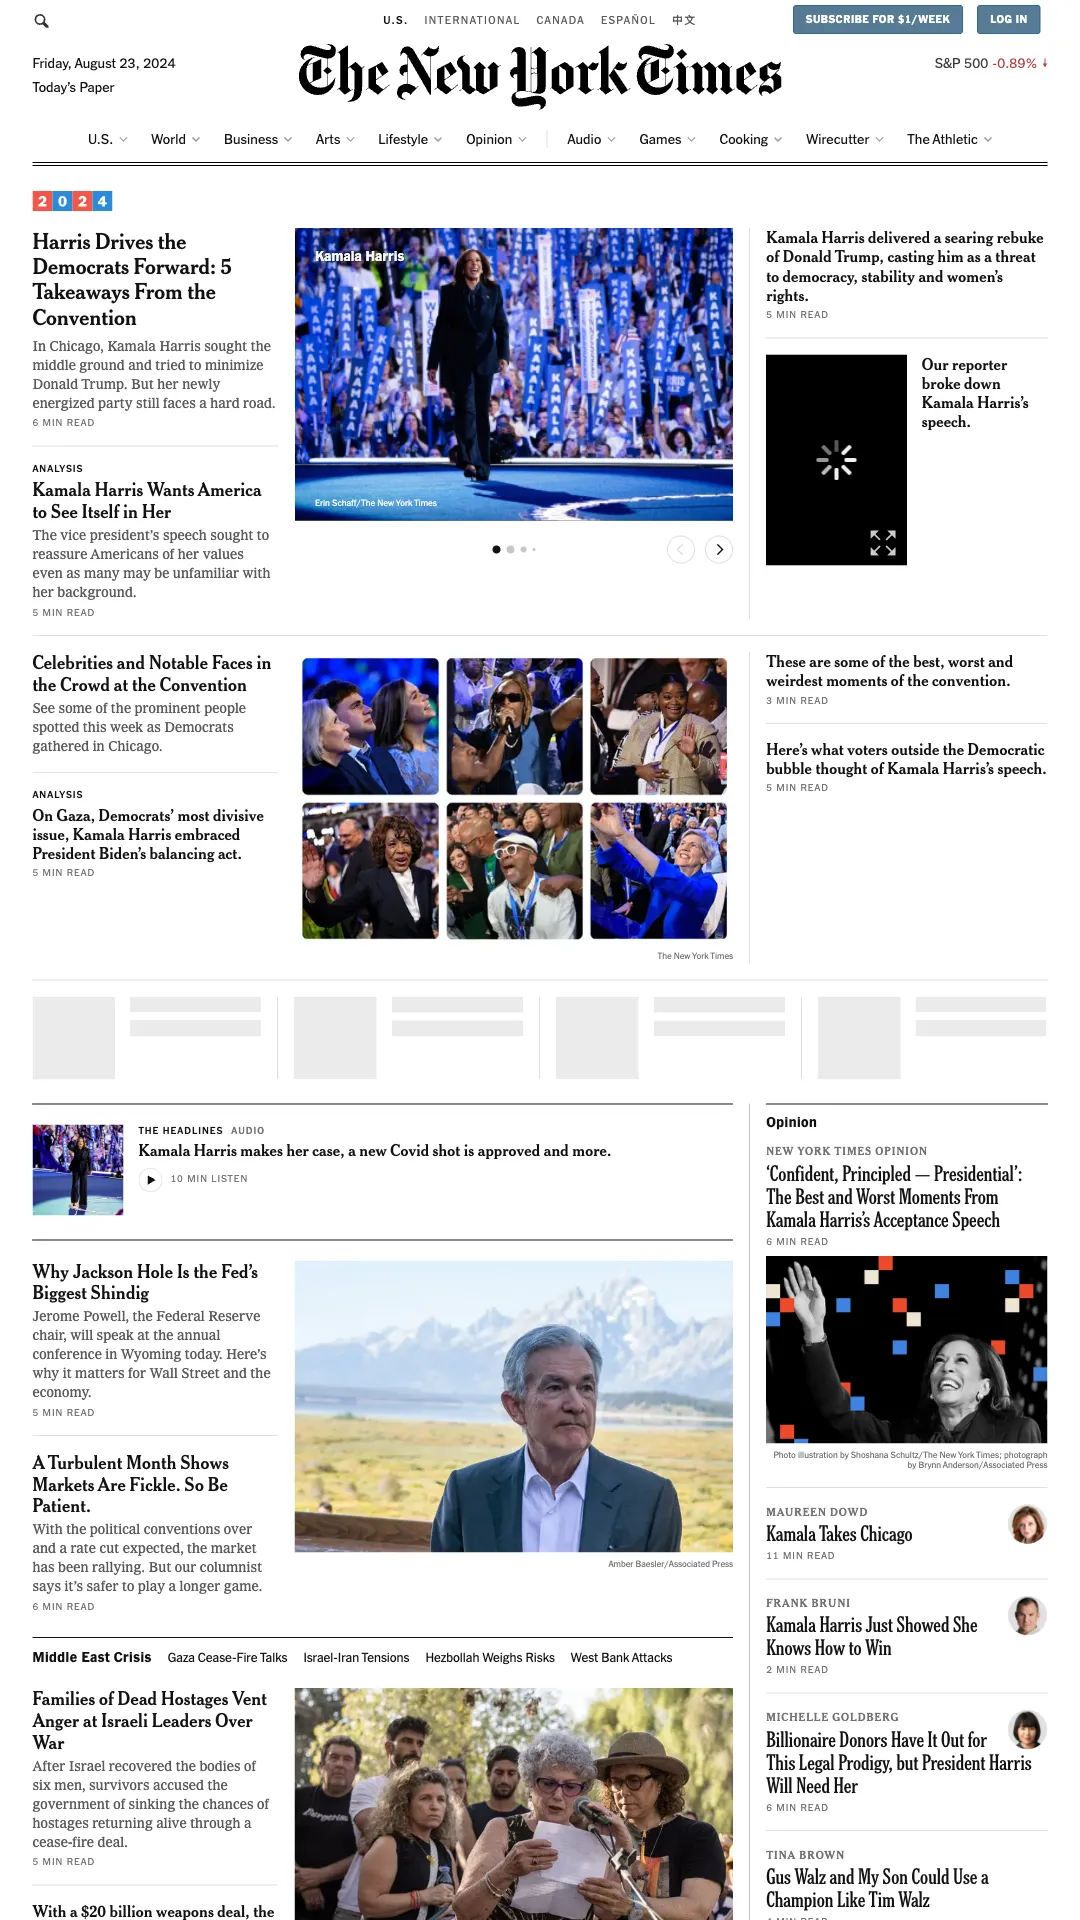 U.S. INTERNATIONAL CANADA ESPAÑOL 中文
SUBSCRIBE FOR $1/WEEK
LOG IN
Friday, August 23, 2024
Today's Paper
The New York Times
S&P 500 -0.89% ↓
U.S. World Business Arts Lifestyle Opinion Audio Games Cooking Wirecutter The Athletic
2024
Harris Drives the
Democrats Forward: 5
Takeaways From the
Convention
In Chicago, Kamala Harris sought the
middle ground and tried to minimize
Donald Trump. But her newly
energized party still faces a hard road.
6 MIN READ
ANALYSIS
Kamala Harris Wants America
to See Itself in Her
The vice president's speech sought to
reassure Americans of her values
even as many may be unfamiliar with
her background.
5 MIN READ
Kamala Harris
KAMALA
Erin Schaff/The New York Times
Kamala Harris delivered a searing rebuke
of Donald Trump, casting him as a threat
to democracy, stability and women's
rights.
5 MIN READ
Our reporter
broke down
Kamala Harris's
speech.
Celebrities and Notable Faces in
the Crowd at the Convention
See some of the prominent people
spotted this week as Democrats
gathered in Chicago.
ANALYSIS
On Gaza, Democrats' most divisive
issue, Kamala Harris embraced
President Biden's balancing act.
5 MIN READ
The New York Times
These are some of the best, worst and
weirdest moments of the convention.
3 MIN READ
Here's what voters outside the Democratic
bubble thought of Kamala Harris's speech.
5 MIN READ
THE HEADLINES AUDIO
Kamala Harris makes her case, a new Covid shot is approved and more.
10 MIN LISTEN
Why Jackson Hole Is the Fed's
Biggest Shindig
Jerome Powell, the Federal Reserve
chair, will speak at the annual
conference in Wyoming today. Here's
why it matters for Wall Street and the
economy.
5 MIN READ
A Turbulent Month Shows
Markets Are Fickle. So Be
Patient.
With the political conventions over
and a rate cut expected, the market
has been rallying. But our columnist
says it's safer to play a longer game.
6 MIN READ
Amber Baesler/Associated Press
Middle East Crisis Gaza Cease-Fire Talks Israel-Iran Tensions Hezbollah Weighs Risks West Bank Attacks
Families of Dead Hostages Vent
Anger at Israeli Leaders Over
War
After Israel recovered the bodies of
six men, survivors accused the
government of sinking the chances of
hostages returning alive through a
cease-fire deal.
5 MIN READ
With a $20 billion weapons deal, the
Opinion
NEW YORK TIMES OPINION
'Confident, Principled — Presidential':
The Best and Worst Moments From
Kamala Harris's Acceptance Speech
6 MIN READ
Photo illustration by Shoshana Schultz/The New York Times; photograph
by Brynn Anderson/Associated Press
MAUREEN DOWD
Kamala Takes Chicago
11 MIN READ
FRANK BRUNI
Kamala Harris Just Showed She
Knows How to Win
2 MIN READ
MICHELLE GOLDBERG
Billionaire Donors Have It Out for
This Legal Prodigy, but President Harris
Will Need Her
6 MIN READ
TINA BROWN
Gus Walz and My Son Could Use a
Champion Like Tim Walz